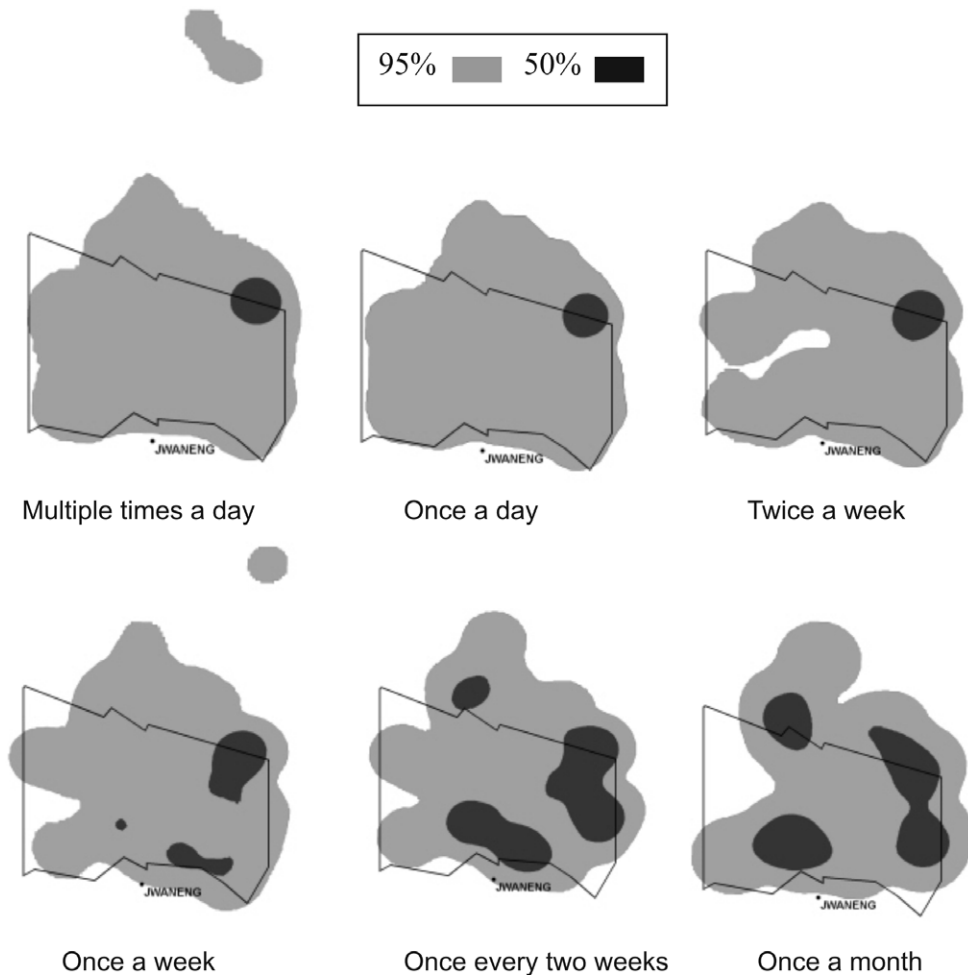 95% 50%
JWANENG JWANENG JWANENG
Multiple times a day Once a day Twice a week
JWANENG JWANENG JWANENG
Once a week Once every two weeks Once a month